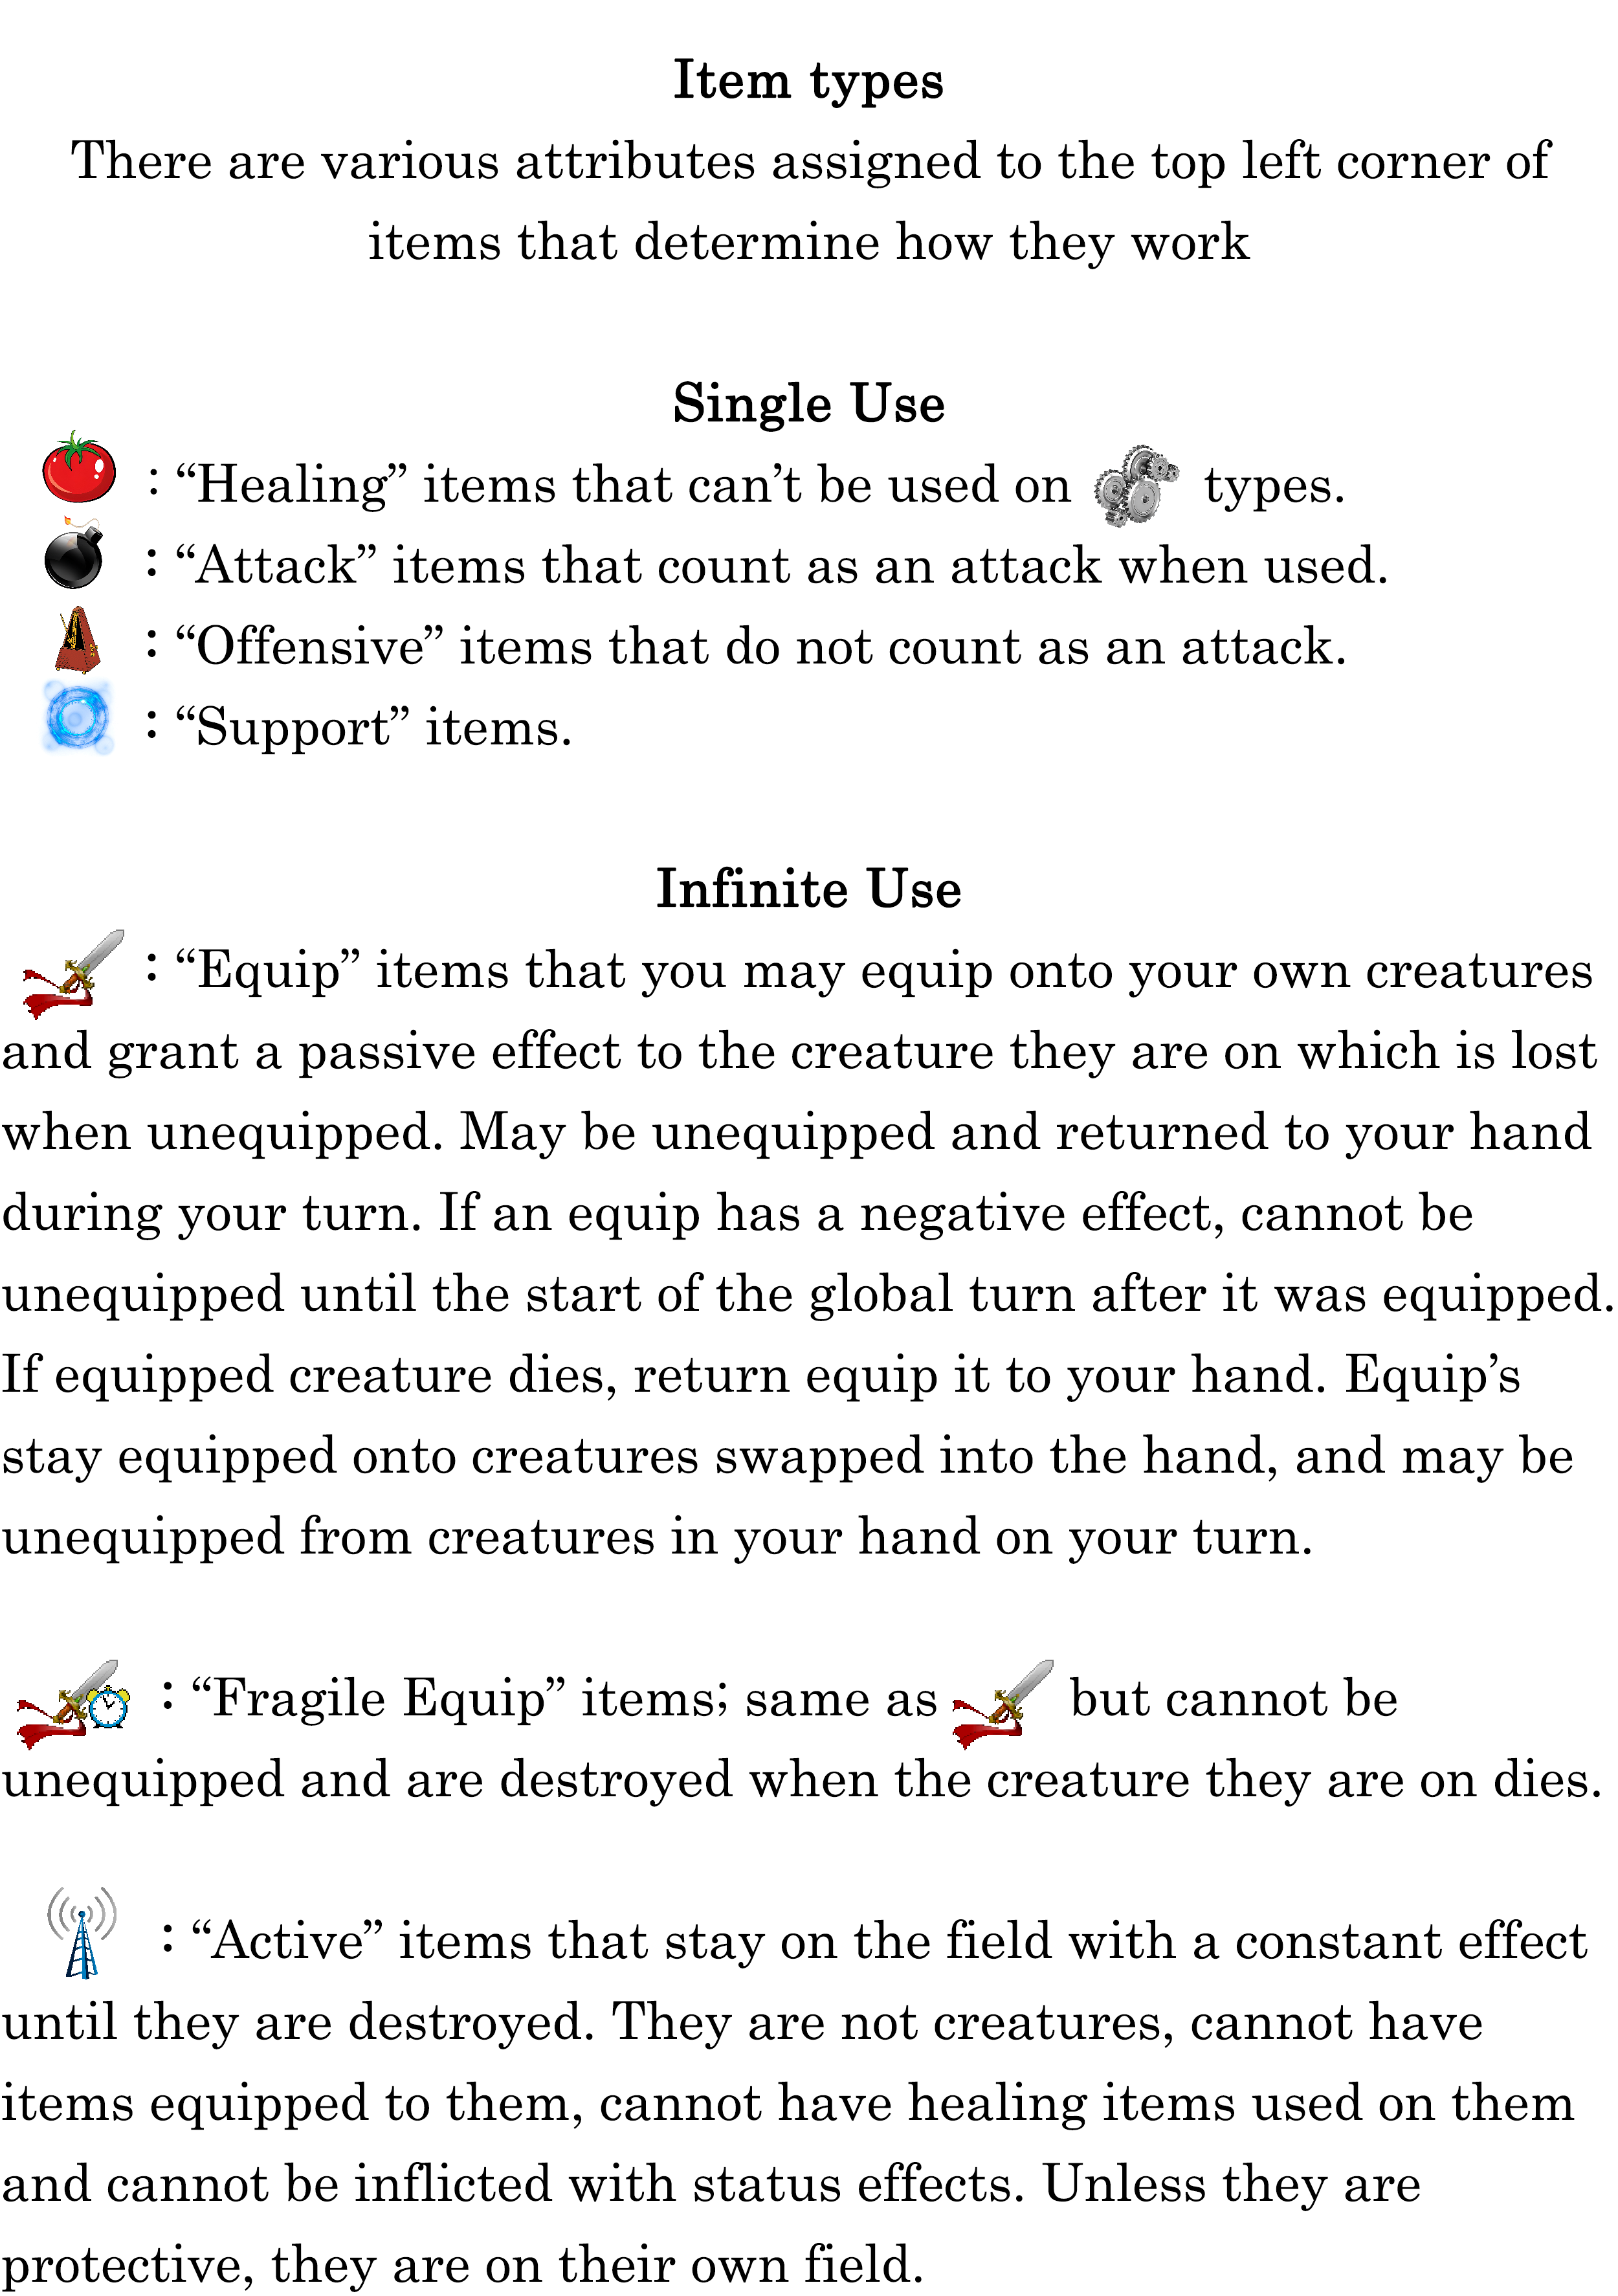 Item types
There are various attributes assigned to the top left corner of
items that determine how they work
Single Use
: “Healing” items that can’t be used on types.
: “Attack” items that count as an attack when used.
: “Offensive” items that do not count as an attack.
: “Support” items.
Infinite Use
: “Equip” items that you may equip onto your own creatures
and grant a passive effect to the creature they are on which is lost
when unequipped. May be unequipped and returned to your hand
during your turn. If an equip has a negative effect, cannot be
unequipped until the start of the global turn after it was equipped.
If equipped creature dies, return equip it to your hand. Equip’s
stay equipped onto creatures swapped into the hand, and may be
unequipped from creatures in your hand on your turn.
: “Fragile Equip” items; same as but cannot be
unequipped and are destroyed when the creature they are on dies.
: “Active” items that stay on the field with a constant effect
until they are destroyed. They are not creatures, cannot have
items equipped to them, cannot have healing items used on them
and cannot be inflicted with status effects. Unless they are
protective, they are on their own field.